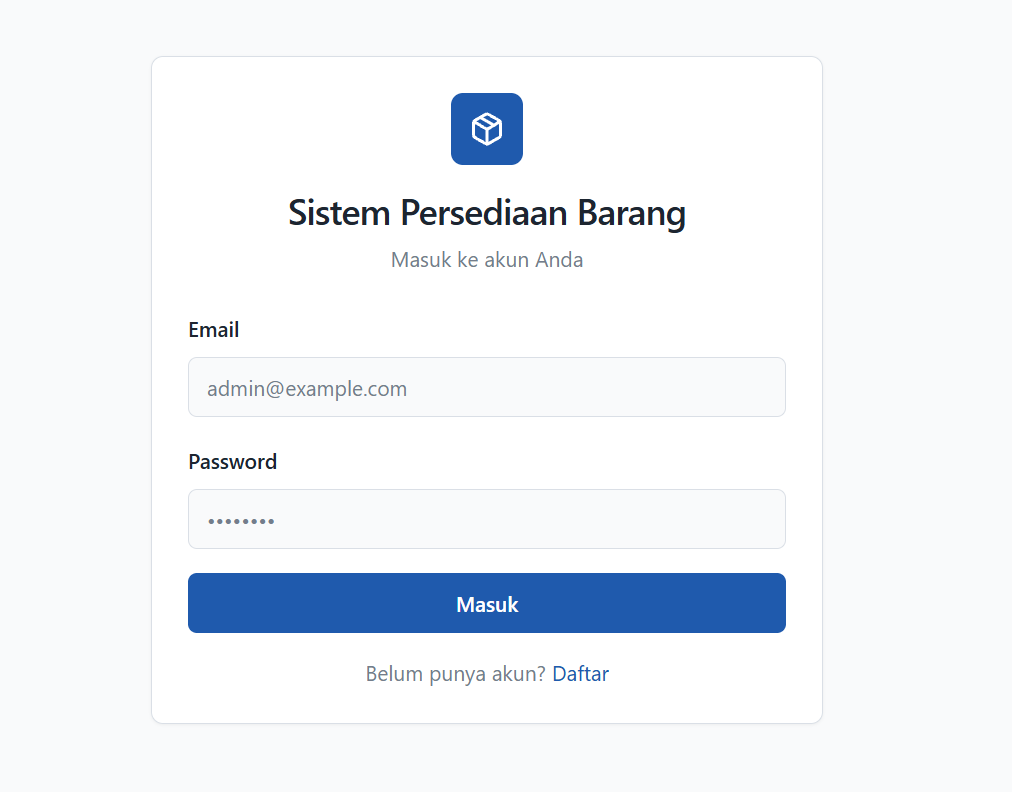 Sistem Persediaan Barang
Masuk ke akun Anda
Email
admin@example.com
Password
••••••••
Masuk
Belum punya akun? Daftar